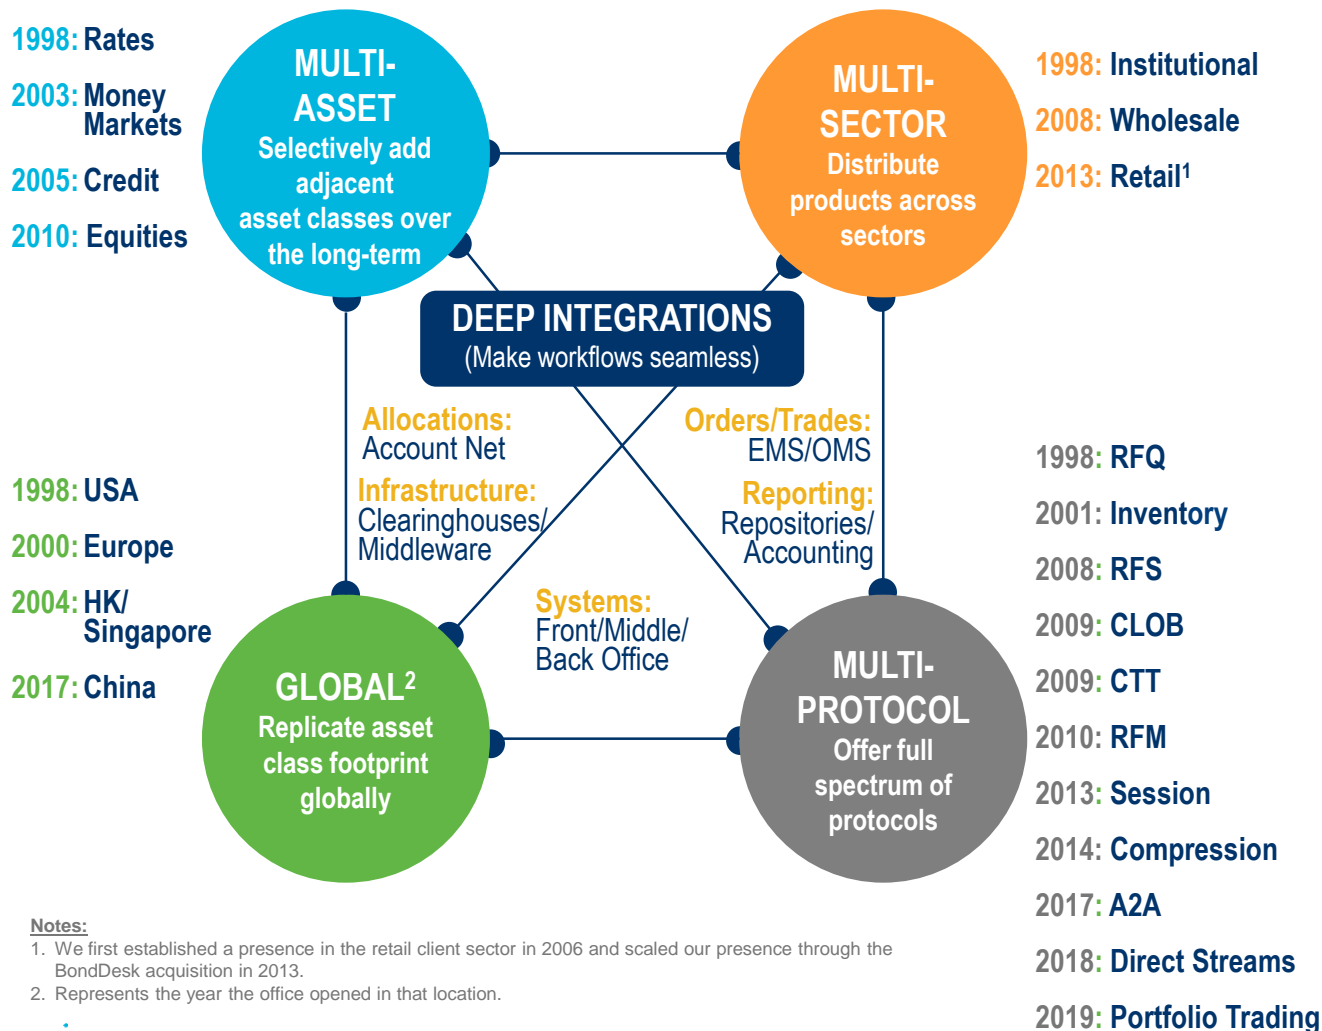 1998: Rates
2003: Money
Markets
2005: Credit
2010: Equities
MULTI-
ASSET
Selectively add
adjacent
asset classes over
the long-term
MULTI-
SECTOR
Distribute
products across
sectors
1998: Institutional
2008: Wholesale
2013: Retail¹
DEEP INTEGRATIONS
(Make workflows seamless)
Allocations:
Account Net
Infrastructure:
Clearinghouses/
Middleware
Orders/Trades:
EMS/OMS
Reporting:
Repositories/
Accounting
Systems:
Front/Middle/
Back Office
1998: USA
2000: Europe
2004: HK/
Singapore
2017: China
GLOBAL²
Replicate asset
class footprint
globally
MULTI-
PROTOCOL
Offer full
spectrum of
protocols
1998: RFQ
2001: Inventory
2008: RFS
2009: CLOB
2009: CTT
2010: RFM
2013: Session
2014: Compression
2017: A2A
2018: Direct Streams
2019: Portfolio Trading
Notes:
1. We first established a presence in the retail client sector in 2006 and scaled our presence through the
BondDesk acquisition in 2013.
2. Represents the year the office opened in that location.